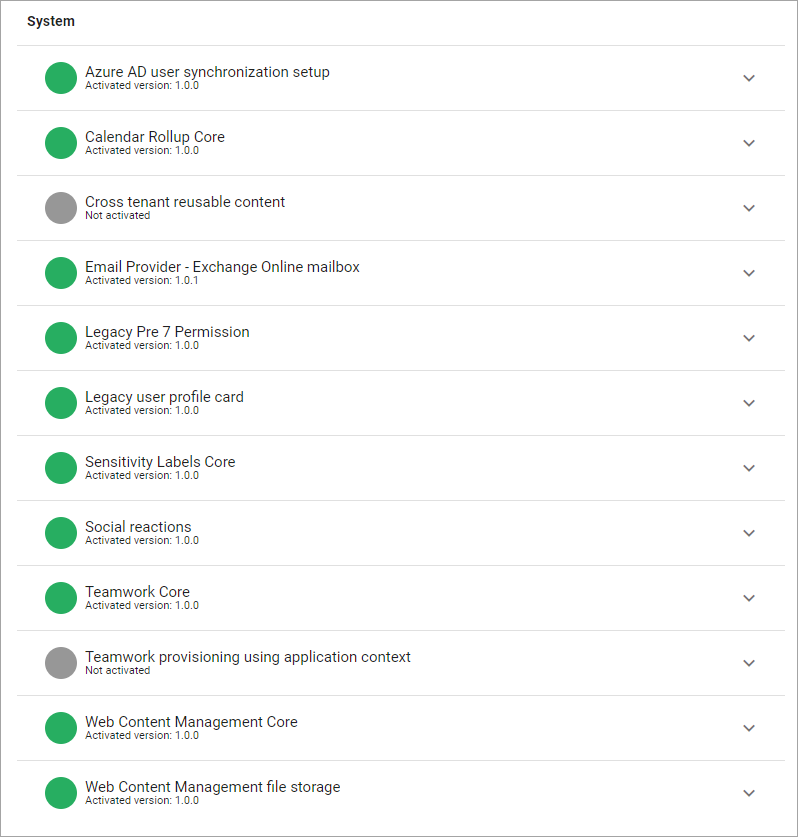 System
Azure AD user synchronization setup
Activated version: 1.0.0
Calendar Rollup Core
Activated version: 1.0.0
Cross tenant reusable content
Not activated
Email Provider - Exchange Online mailbox
Activated version: 1.0.1
Legacy Pre 7 Permission
Activated version: 1.0.0
Legacy user profile card
Activated version: 1.0.0
Sensitivity Labels Core
Activated version: 1.0.0
Social reactions
Activated version: 1.0.0
Teamwork Core
Activated version: 1.0.0
Teamwork provisioning using application context
Not activated
Web Content Management Core
Activated version: 1.0.0
Web Content Management file storage
Activated version: 1.0.0